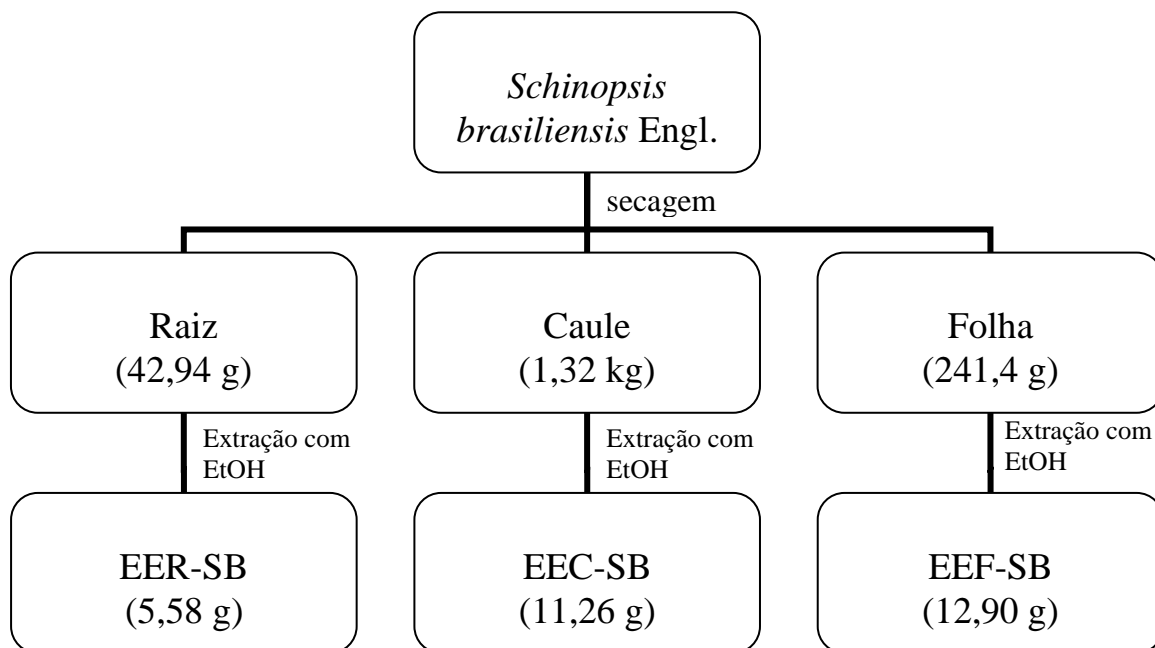 Schinopsis
brasiliensis Engl.
secagem
Raiz
(42,94 g)
Caule
(1,32 kg)
Folha
(241,4 g)
Extração com
EtOH
Extração com
EtOH
Extração com
EtOH
EER-SB
(5,58 g)
EEC-SB
(11,26 g)
EEF-SB
(12,90 g)